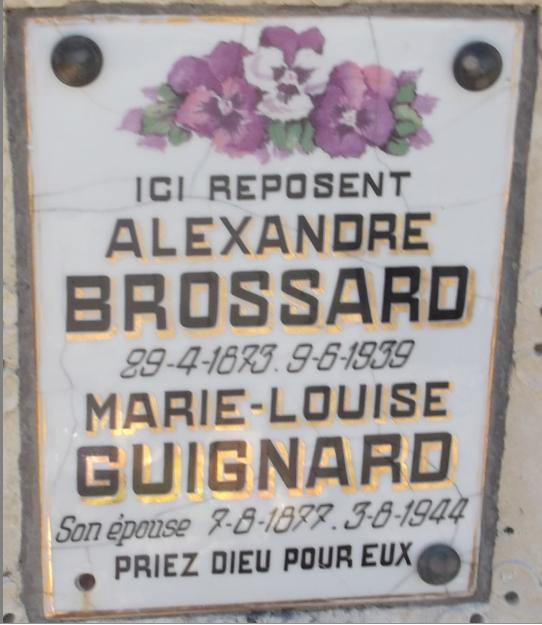 ICI REPOSENT
ALEXANDRE
BROSSARD
29-4-1873. 9-6-1939
MARIE-LOUISE
GUIGNARD
Son épouse 7-8-1877. 3-8-1944
PRIEZ DIEU POUR EUX